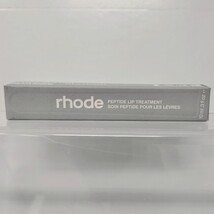 rhode
PEPTIDE LIP TREATMENT
SOIN PEPTIDE POUR LES LÈVRES